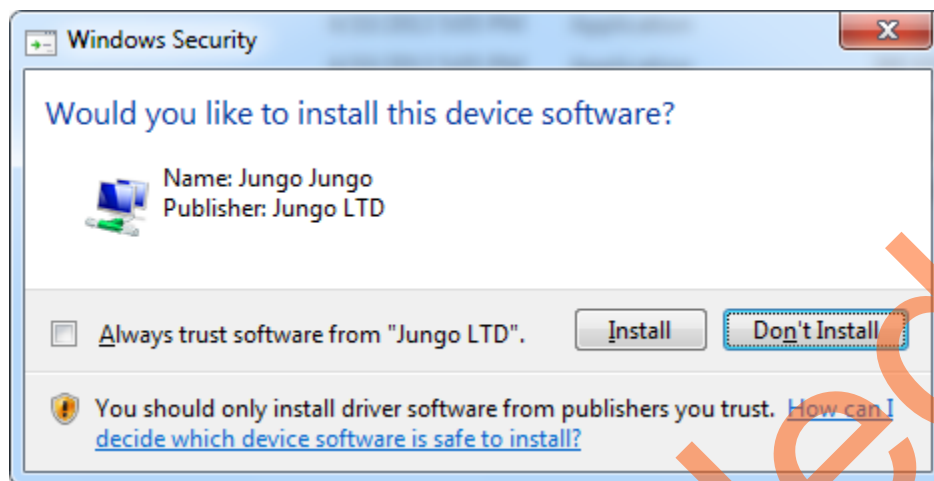 Windows Security
Would you like to install this device software?
Name: Jungo Jungo
Publisher: Jungo LTD
Always trust software from "Jungo LTD".
Install
Don't Install
You should only install driver software from publishers you trust. How can I
decide which device software is safe to install?